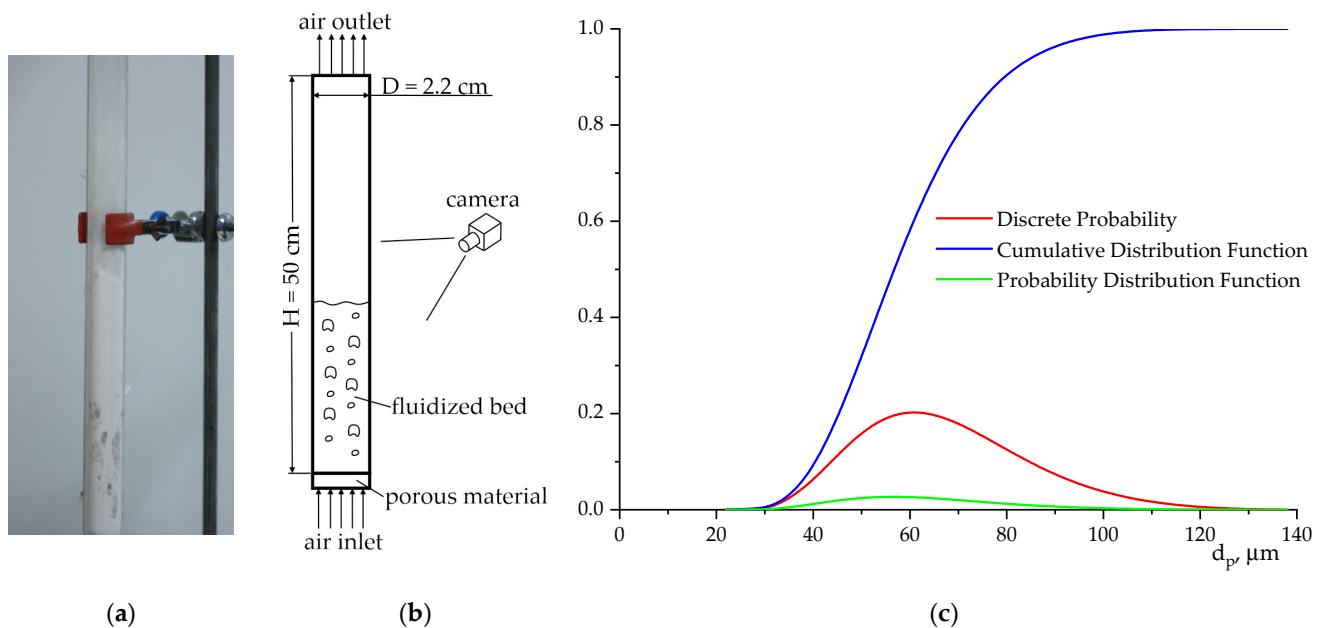 air outlet
D = 2.2 cm
camera
H = 50 cm
fluidized bed
porous material
air inlet
1.0
0.8
0.6
0.4
0.2
0.0
Discrete Probability
Cumulative Distribution Function
Probability Distribution Function
0 20 40 60 80 100 120 140
dₚ, μm
(a) (b) (c)